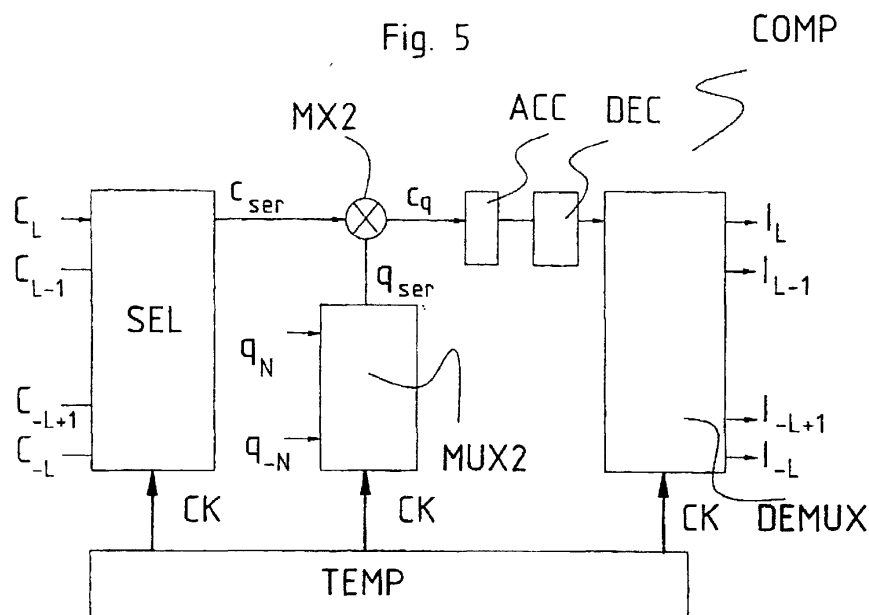 Fig. 5
COMP
MX2
ACC
DEC
C_L
C_ser
C_q
I_L
C_L-1
q_ser
I_L-1
SEL
q_N
C_-L+1
I_-L+1
C_-L
q_-N
MUX2
I_-L
CK
CK
CK
DEMUX
TEMP